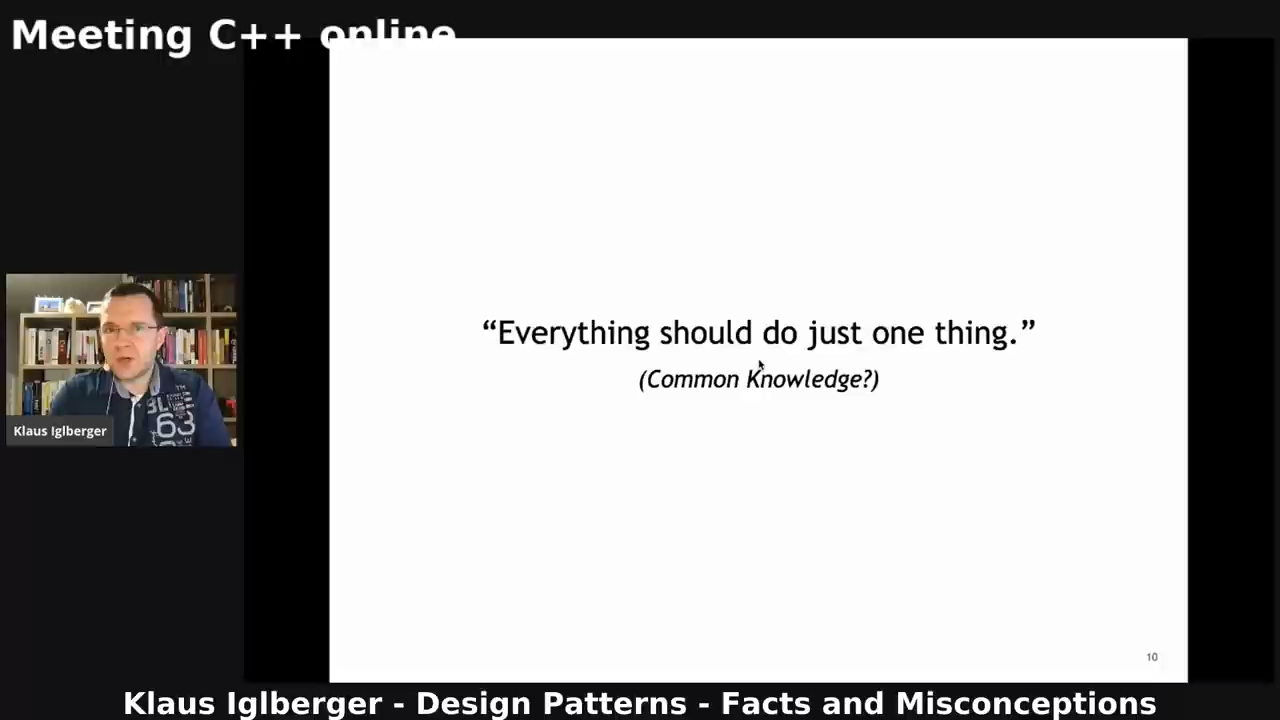 Meeting C++ online
“Everything should do just one thing.”
(Common Knowledge?)
63
Klaus Iglberger
10
Klaus Iglberger - Design Patterns - Facts and Misconceptions